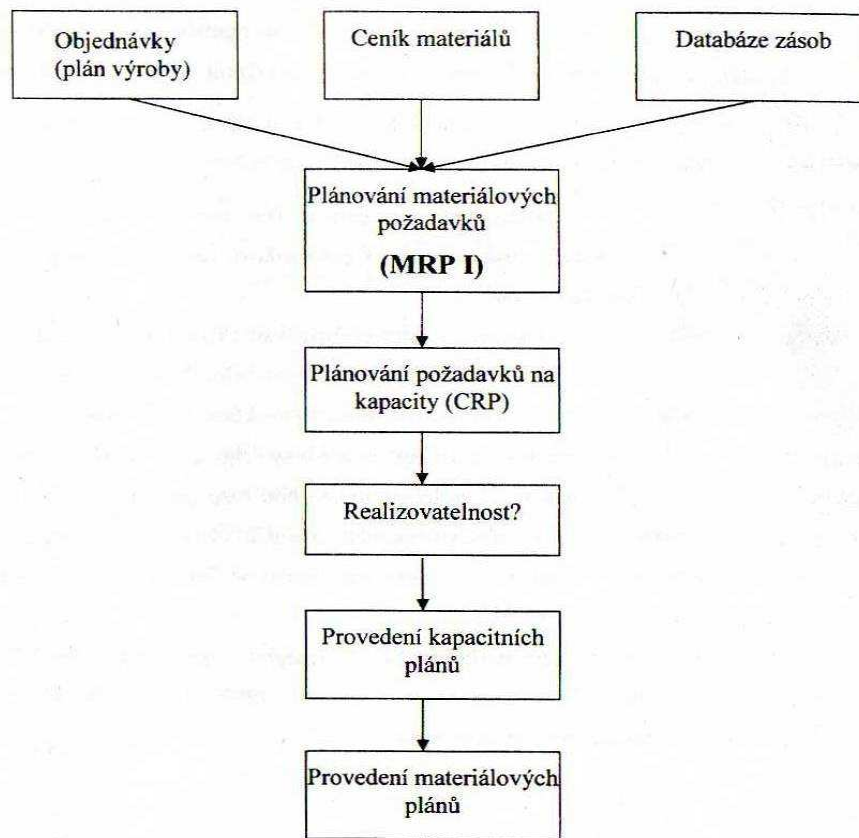 Objednávky
(plán výroby)
Ceník materiálů
Databáze zásob
Plánování materiálových
požadavků
(MRP I)
Plánování požadavků na
kapacity (CRP)
Realizovatelnost?
Provedení kapacitních
plánů
Provedení materiálových
plánů